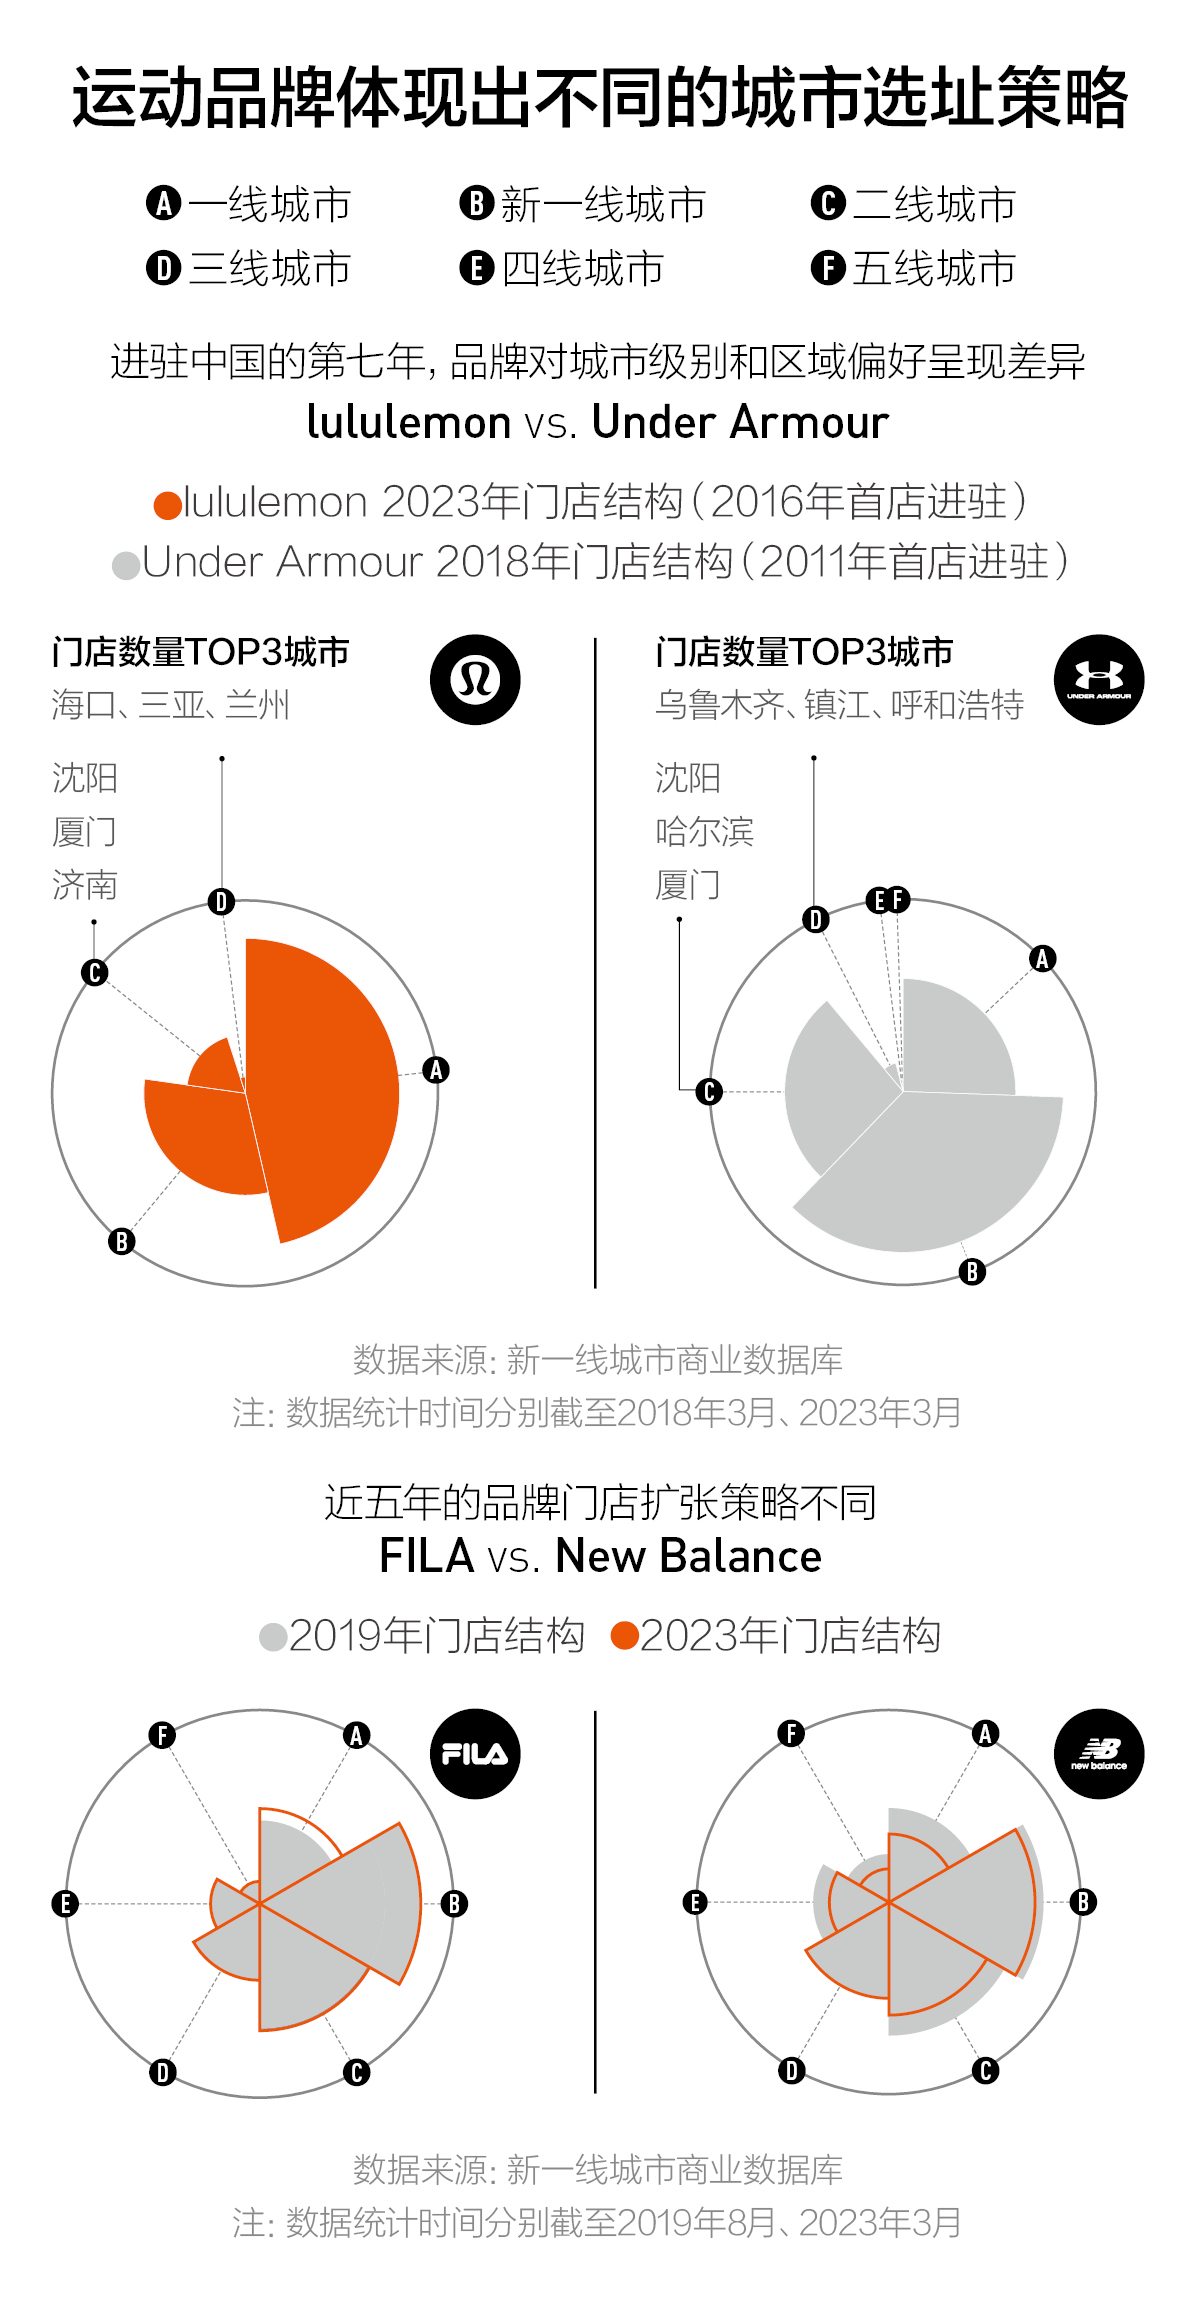 运动品牌体现出不同的城市选址策略
A 一线城市 B 新一线城市 C 二线城市
D 三线城市 E 四线城市 F 五线城市
进驻中国的第七年，品牌对城市级别和区域偏好呈现差异
lululemon vs. Under Armour
lululemon 2023年门店结构（2016年首店进驻）
Under Armour 2018年门店结构（2011年首店进驻）
门店数量TOP3城市
海口、三亚、兰州
沈阳
厦门
济南
D
C
A
B
门店数量TOP3城市
UNDER ARMOUR
乌鲁木齐、镇江、呼和浩特
沈阳
哈尔滨
厦门
E F
D
A
C
B
数据来源：新一线城市商业数据库
注：数据统计时间分别截至2018年3月、2023年3月
近五年的品牌门店扩张策略不同
FILA vs. New Balance
2019年门店结构 2023年门店结构
FILA
F A
E B
D C
NB
new balance
F A
E B
D C
数据来源：新一线城市商业数据库
注：数据统计时间分别截至2019年8月、2023年3月